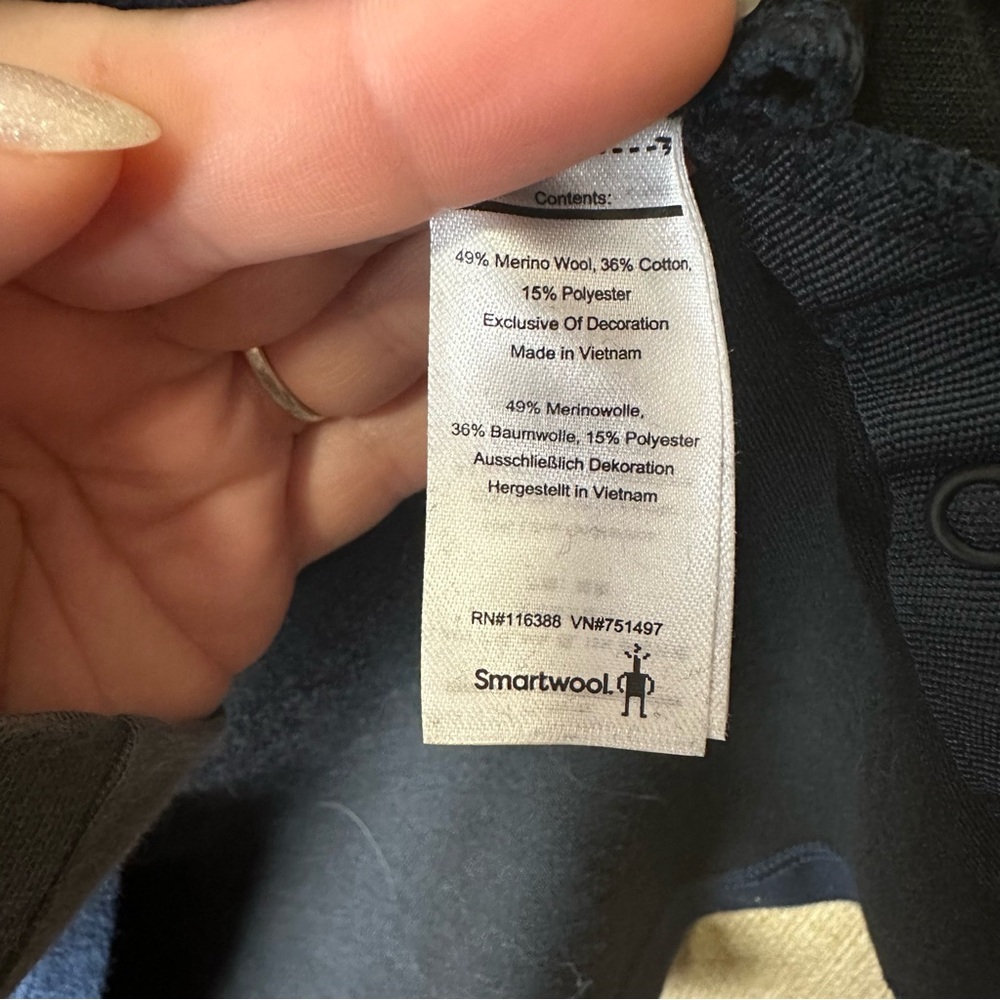 Contents:
49% Merino Wool, 36% Cotton,
15% Polyester
Exclusive Of Decoration
Made in Vietnam
49% Merinowolle,
36% Baumwolle, 15% Polyester
Ausschließlich Dekoration
Hergestellt in Vietnam
RN#116388 VN#751497
Smartwool.